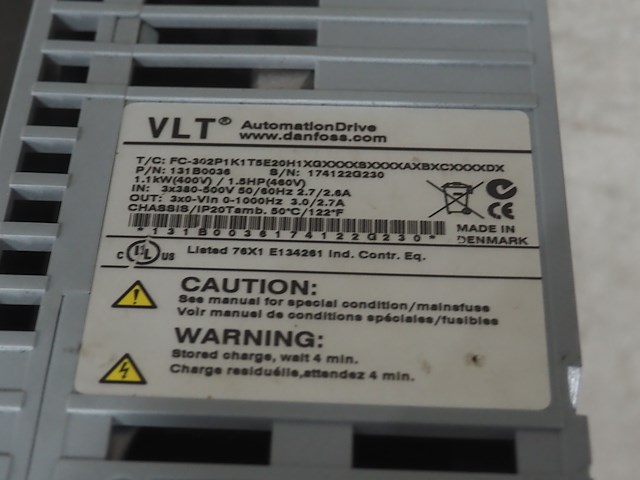 VLT® AutomationDrive
www.danfoss.com
T/C: FC-302P1K1T5E20H1XGXXXXSXXXXAXBXCXXXXDX
P/N: 131B0036 S/N: 174122G230
1.1kW(400V) / 1.5HP(460V)
IN: 3x380-500V 50/60Hz 2.7/2.6A
OUT: 3x0-Vin 0-1000Hz 3.0/2.7A
CHASSIS/IP20Tamb. 50°C/122°F
*131B0036174122G230*
MADE IN
DENMARK
c UL US Listed 76X1 E134261 Ind. Contr. Eq.
CAUTION:
See manual for special condition/mainsfuse
Voir manuel de conditions spéciales/fusibles
WARNING:
Stored charge, wait 4 min.
Charge residuélle,attendez 4 min.